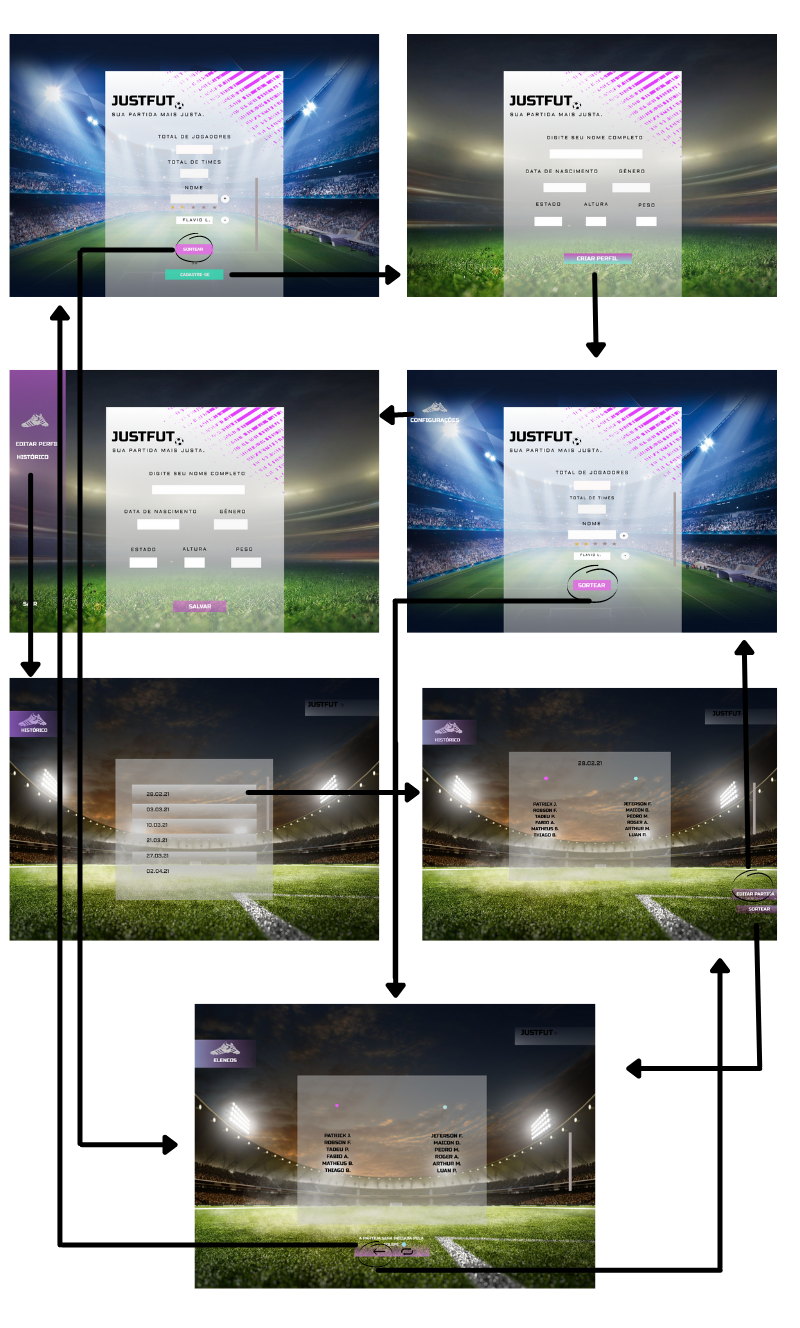 JUSTFUT
SUA PARTIDA MAIS JUSTA.
TOTAL DE JOGADORES
TOTAL DE TIMES
NOME
FLAVIO L.
SORTEAR
CADASTRE-SE
JUSTFUT
SUA PARTIDA MAIS JUSTA.
DIGITE SEU NOME COMPLETO
DATA DE NASCIMENTO GÊNERO
ESTADO ALTURA PESO
CRIAR PERFIL
EDITAR PERFIL
HISTÓRICO
JUSTFUT
SUA PARTIDA MAIS JUSTA.
DIGITE SEU NOME COMPLETO
DATA DE NASCIMENTO GÊNERO
ESTADO ALTURA PESO
SALVAR
CONFIGURAÇÕES
JUSTFUT
SUA PARTIDA MAIS JUSTA.
TOTAL DE JOGADORES
TOTAL DE TIMES
NOME
FLAVIO L.
SORTEAR
HISTÓRICO
JUSTFUT
28.02.21
03.03.21
10.03.21
21.03.21
27.03.21
02.04.21
HISTÓRICO
JUSTFUT
28.02.21
PATRICK J. JEFERSON F.
ROBSON F. MAICON D.
TADEU P. PEDRO M.
FABIO A. ROGER A.
MATHEUS B. ARTHUR M.
THIAGO B. LUAN P.
EDITAR PARTIDA
SORTEAR
ELENCOS
JUSTFUT
PATRICK J. JEFERSON F.
ROBSON F. MAICON D.
TADEU P. PEDRO M.
FABIO A. ROGER A.
MATHEUS B. ARTHUR M.
THIAGO B. LUAN P.
A PARTIDA SERÁ INICIADA PELA